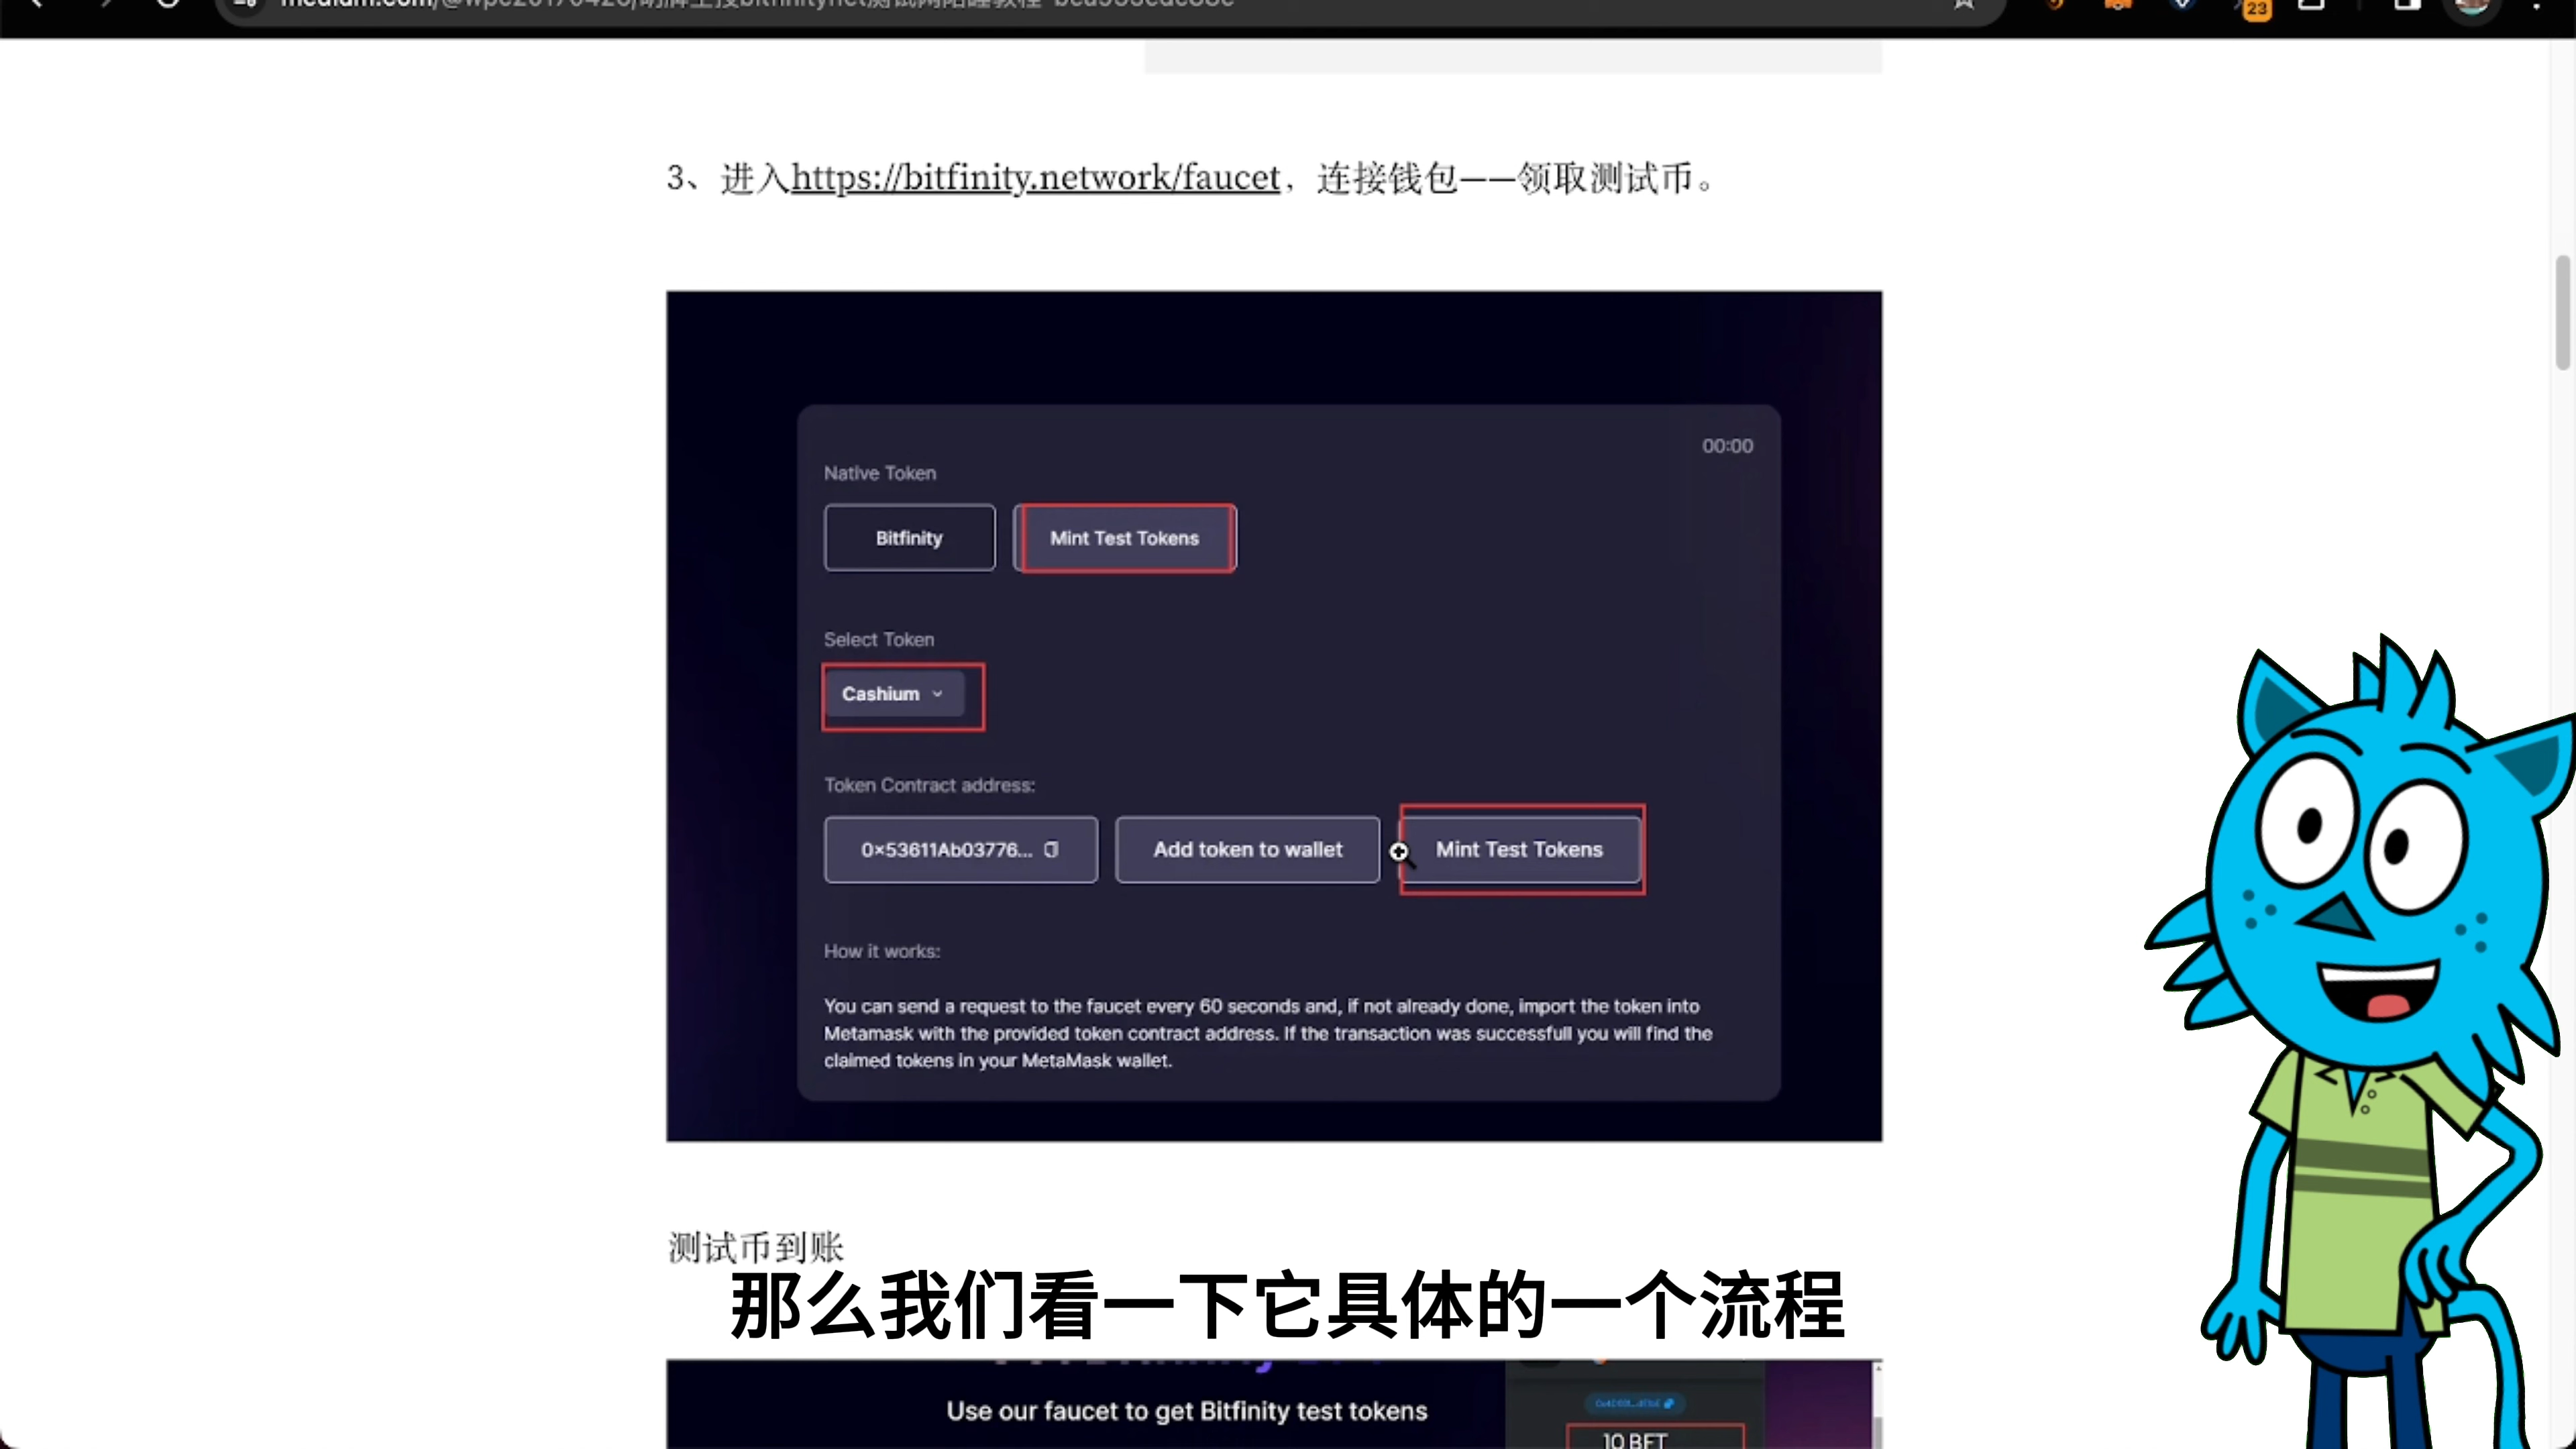 23
3、进入https://bitfinity.network/faucet，连接钱包——领取测试币。
00:00
Native Token
Bitfinity
Mint Test Tokens
Select Token
Cashium
Token Contract address:
0x53611Ab03776...
Add token to wallet
Mint Test Tokens
How it works:
You can send a request to the faucet every 60 seconds and, if not already done, import the token into
Metamask with the provided token contract address. If the transaction was successfull you will find the
claimed tokens in your MetaMask wallet.
测试币到账
那么我们看一下它具体的一个流程
Use our faucet to get Bitfinity test tokens
10 BFT